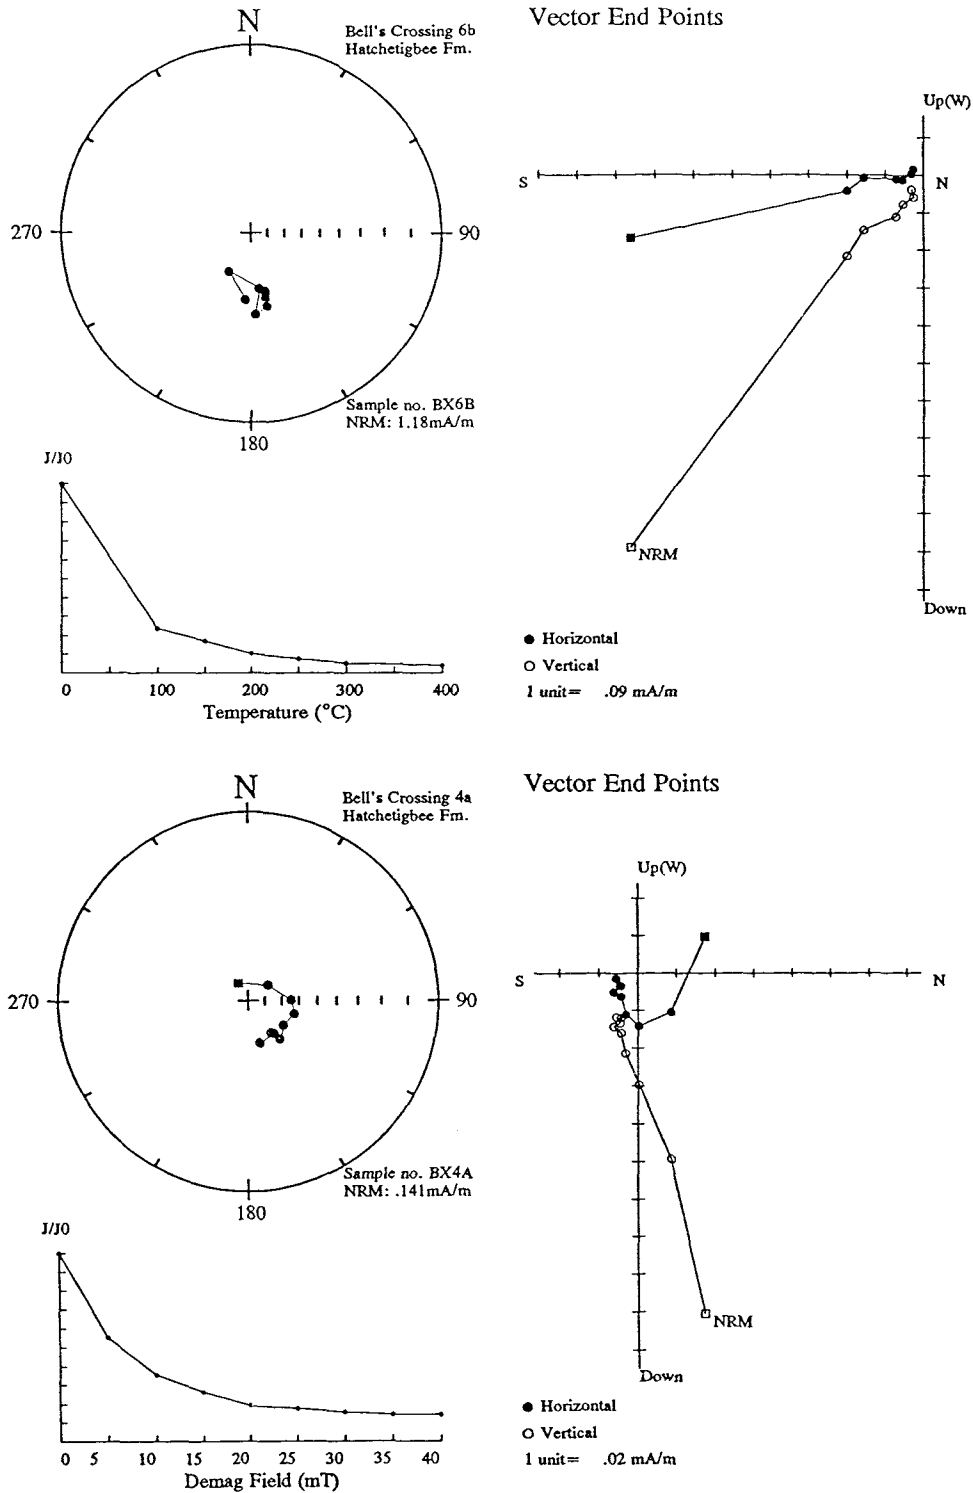 Vector End Points
N
Bell's Crossing 6b
Hatchetigbee Fm.
270
90
Sample no. BX6B
NRM: 1.18mA/m
180
Up(W)
S
N
NRM
Down
J/J0
0 100 200 300 400
Temperature (°C)
● Horizontal
○ Vertical
1 unit= .09 mA/m
Vector End Points
N
Bell's Crossing 4a
Hatchetigbee Fm.
270
90
Sample no. BX4A
NRM: .141mA/m
180
Up(W)
S
N
NRM
Down
J/J0
0 5 10 15 20 25 30 35 40
Demag Field (mT)
● Horizontal
○ Vertical
1 unit= .02 mA/m